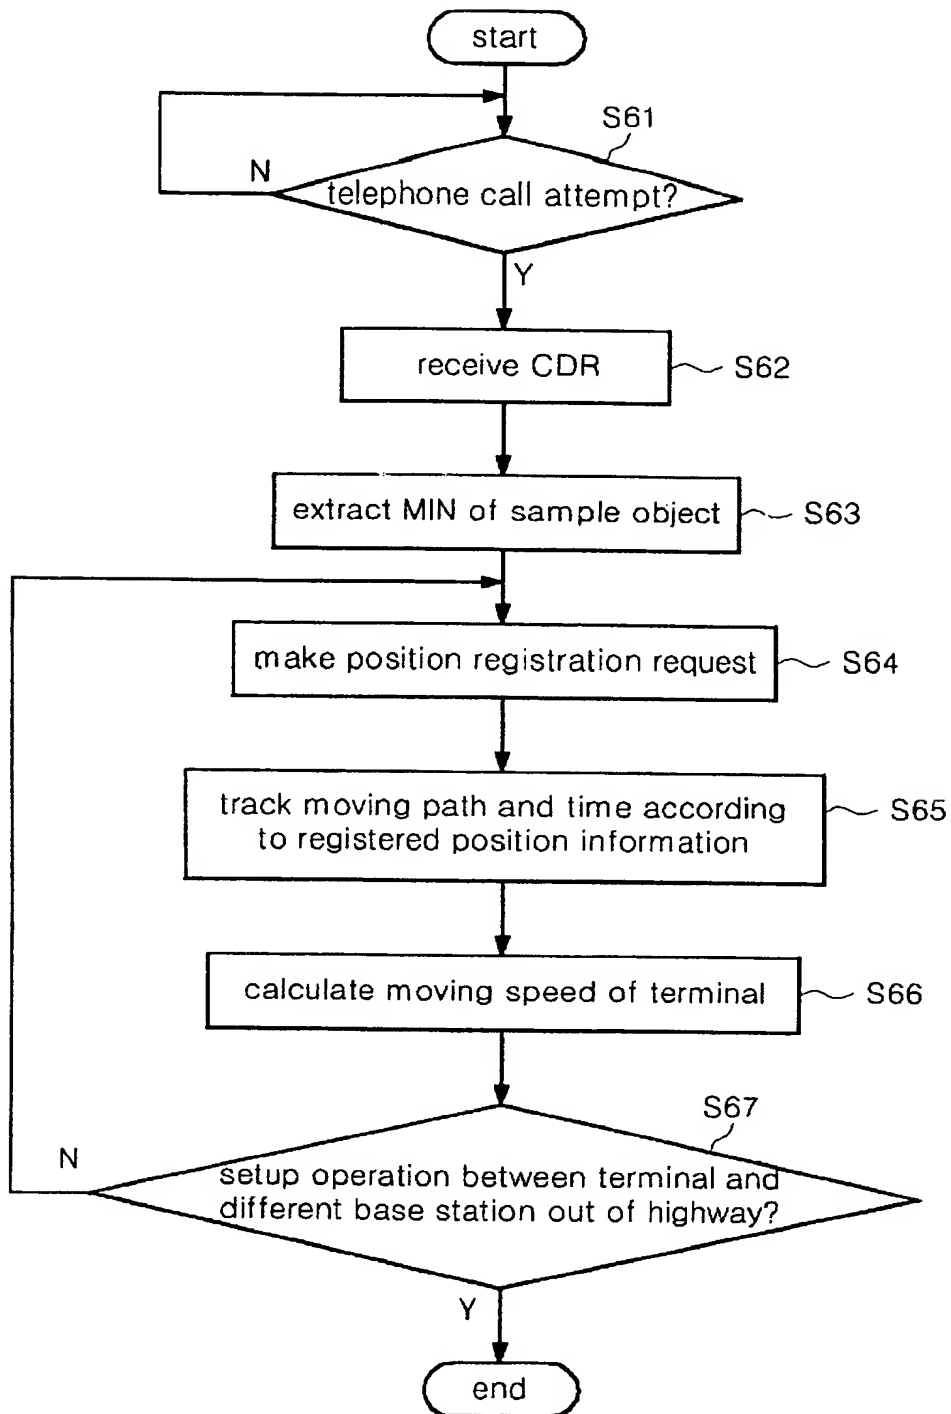 start
S61
N
telephone call attempt?
Y
receive CDR
S62
extract MIN of sample object
S63
make position registration request
S64
track moving path and time according
to registered position information
S65
calculate moving speed of terminal
S66
S67
N
setup operation between terminal and
different base station out of highway?
Y
end